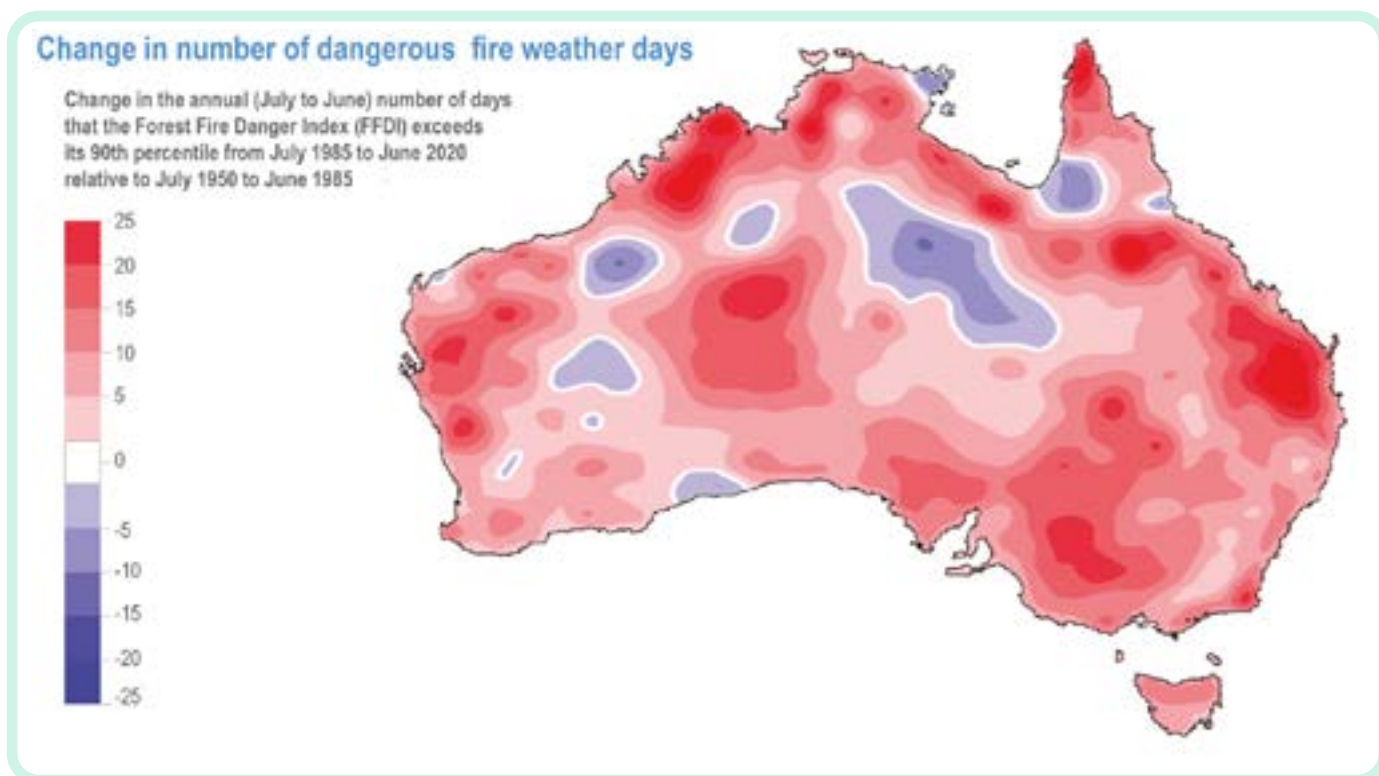 Change in number of dangerous fire weather days
Change in the annual (July to June) number of days
that the Forest Fire Danger Index (FFDI) exceeds
its 90th percentile from July 1985 to June 2020
relative to July 1950 to June 1985
25
20
15
10
5
0
-5
-10
-15
-20
-25